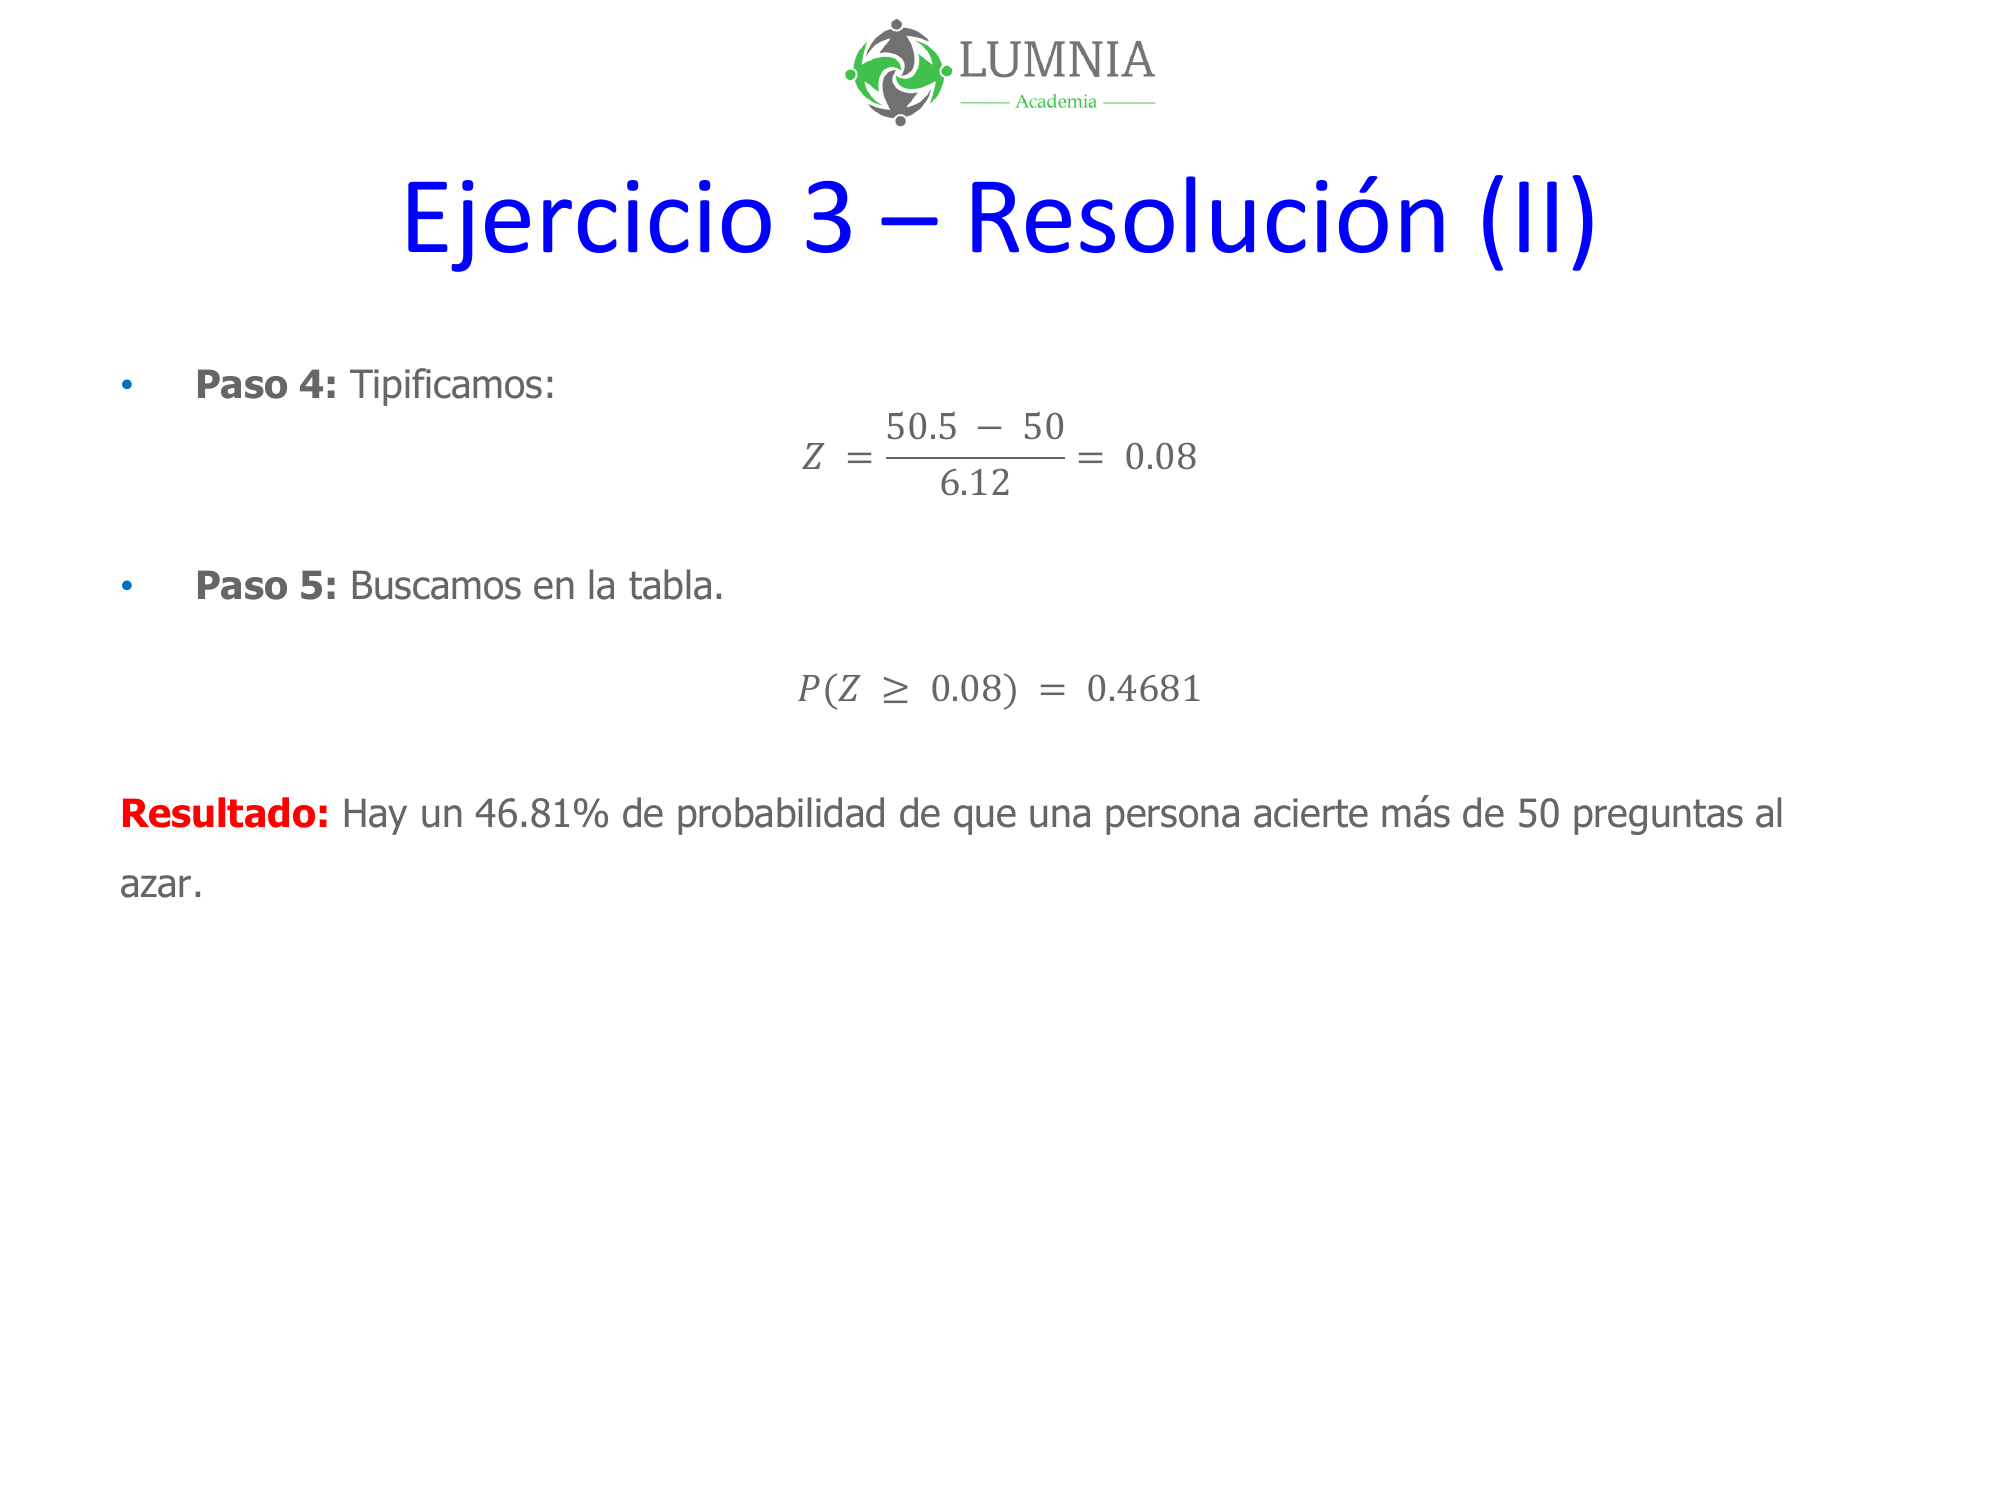 LUMNIA
Academia
Ejercicio 3 – Resolución (II)
• Paso 4: Tipificamos:
Z = (50.5 − 50) / 6.12 = 0.08
• Paso 5: Buscamos en la tabla.
P(Z ≥ 0.08) = 0.4681
Resultado: Hay un 46.81% de probabilidad de que una persona acierte más de 50 preguntas al
azar.